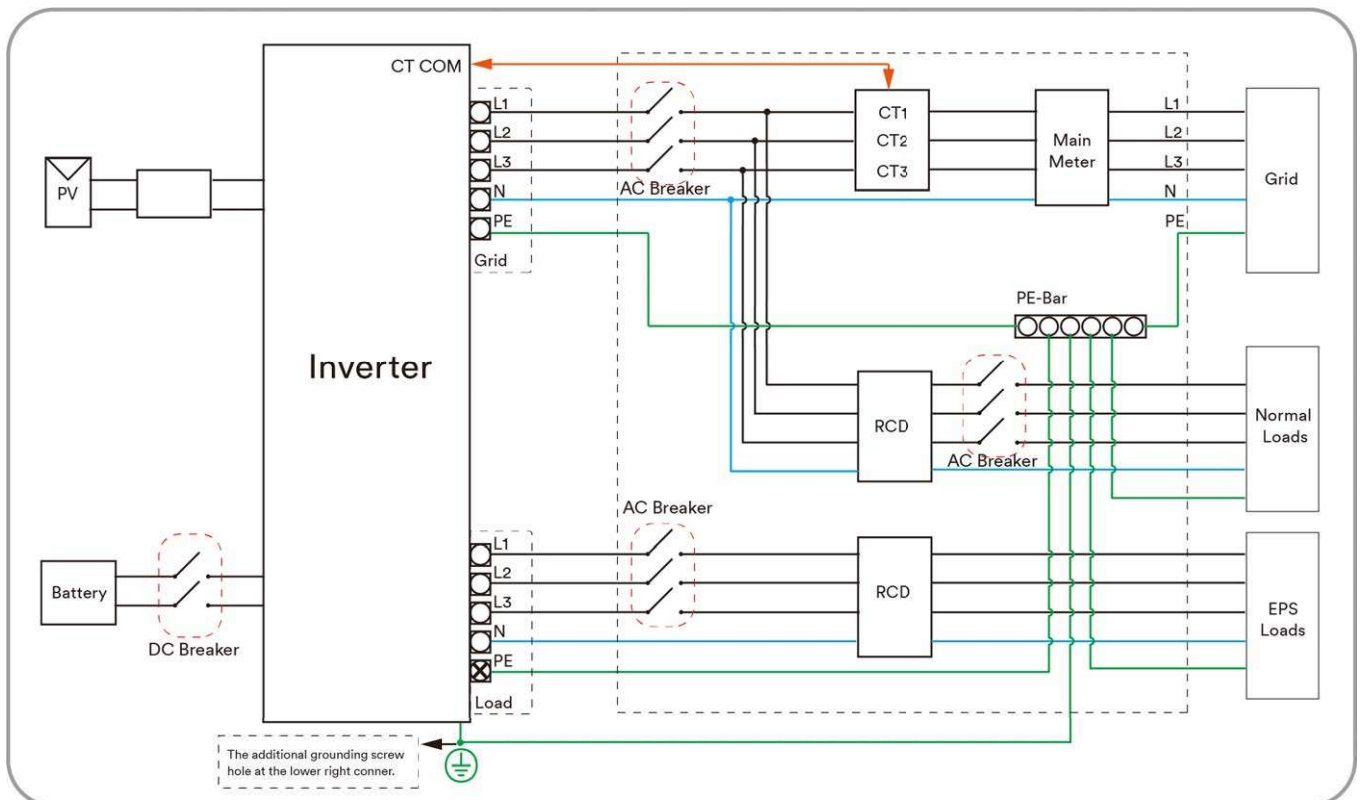 CT COM
L1
L2
L3
N
PE
Grid
AC Breaker
CT1
CT2
CT3
Main
Meter
L1
L2
L3
N
PE
Grid
PV
Inverter
PE-Bar
RCD
AC Breaker
Normal
Loads
Battery
DC Breaker
L1
L2
L3
N
PE
Load
AC Breaker
RCD
EPS
Loads
The additional grounding screw
hole at the lower right conner.